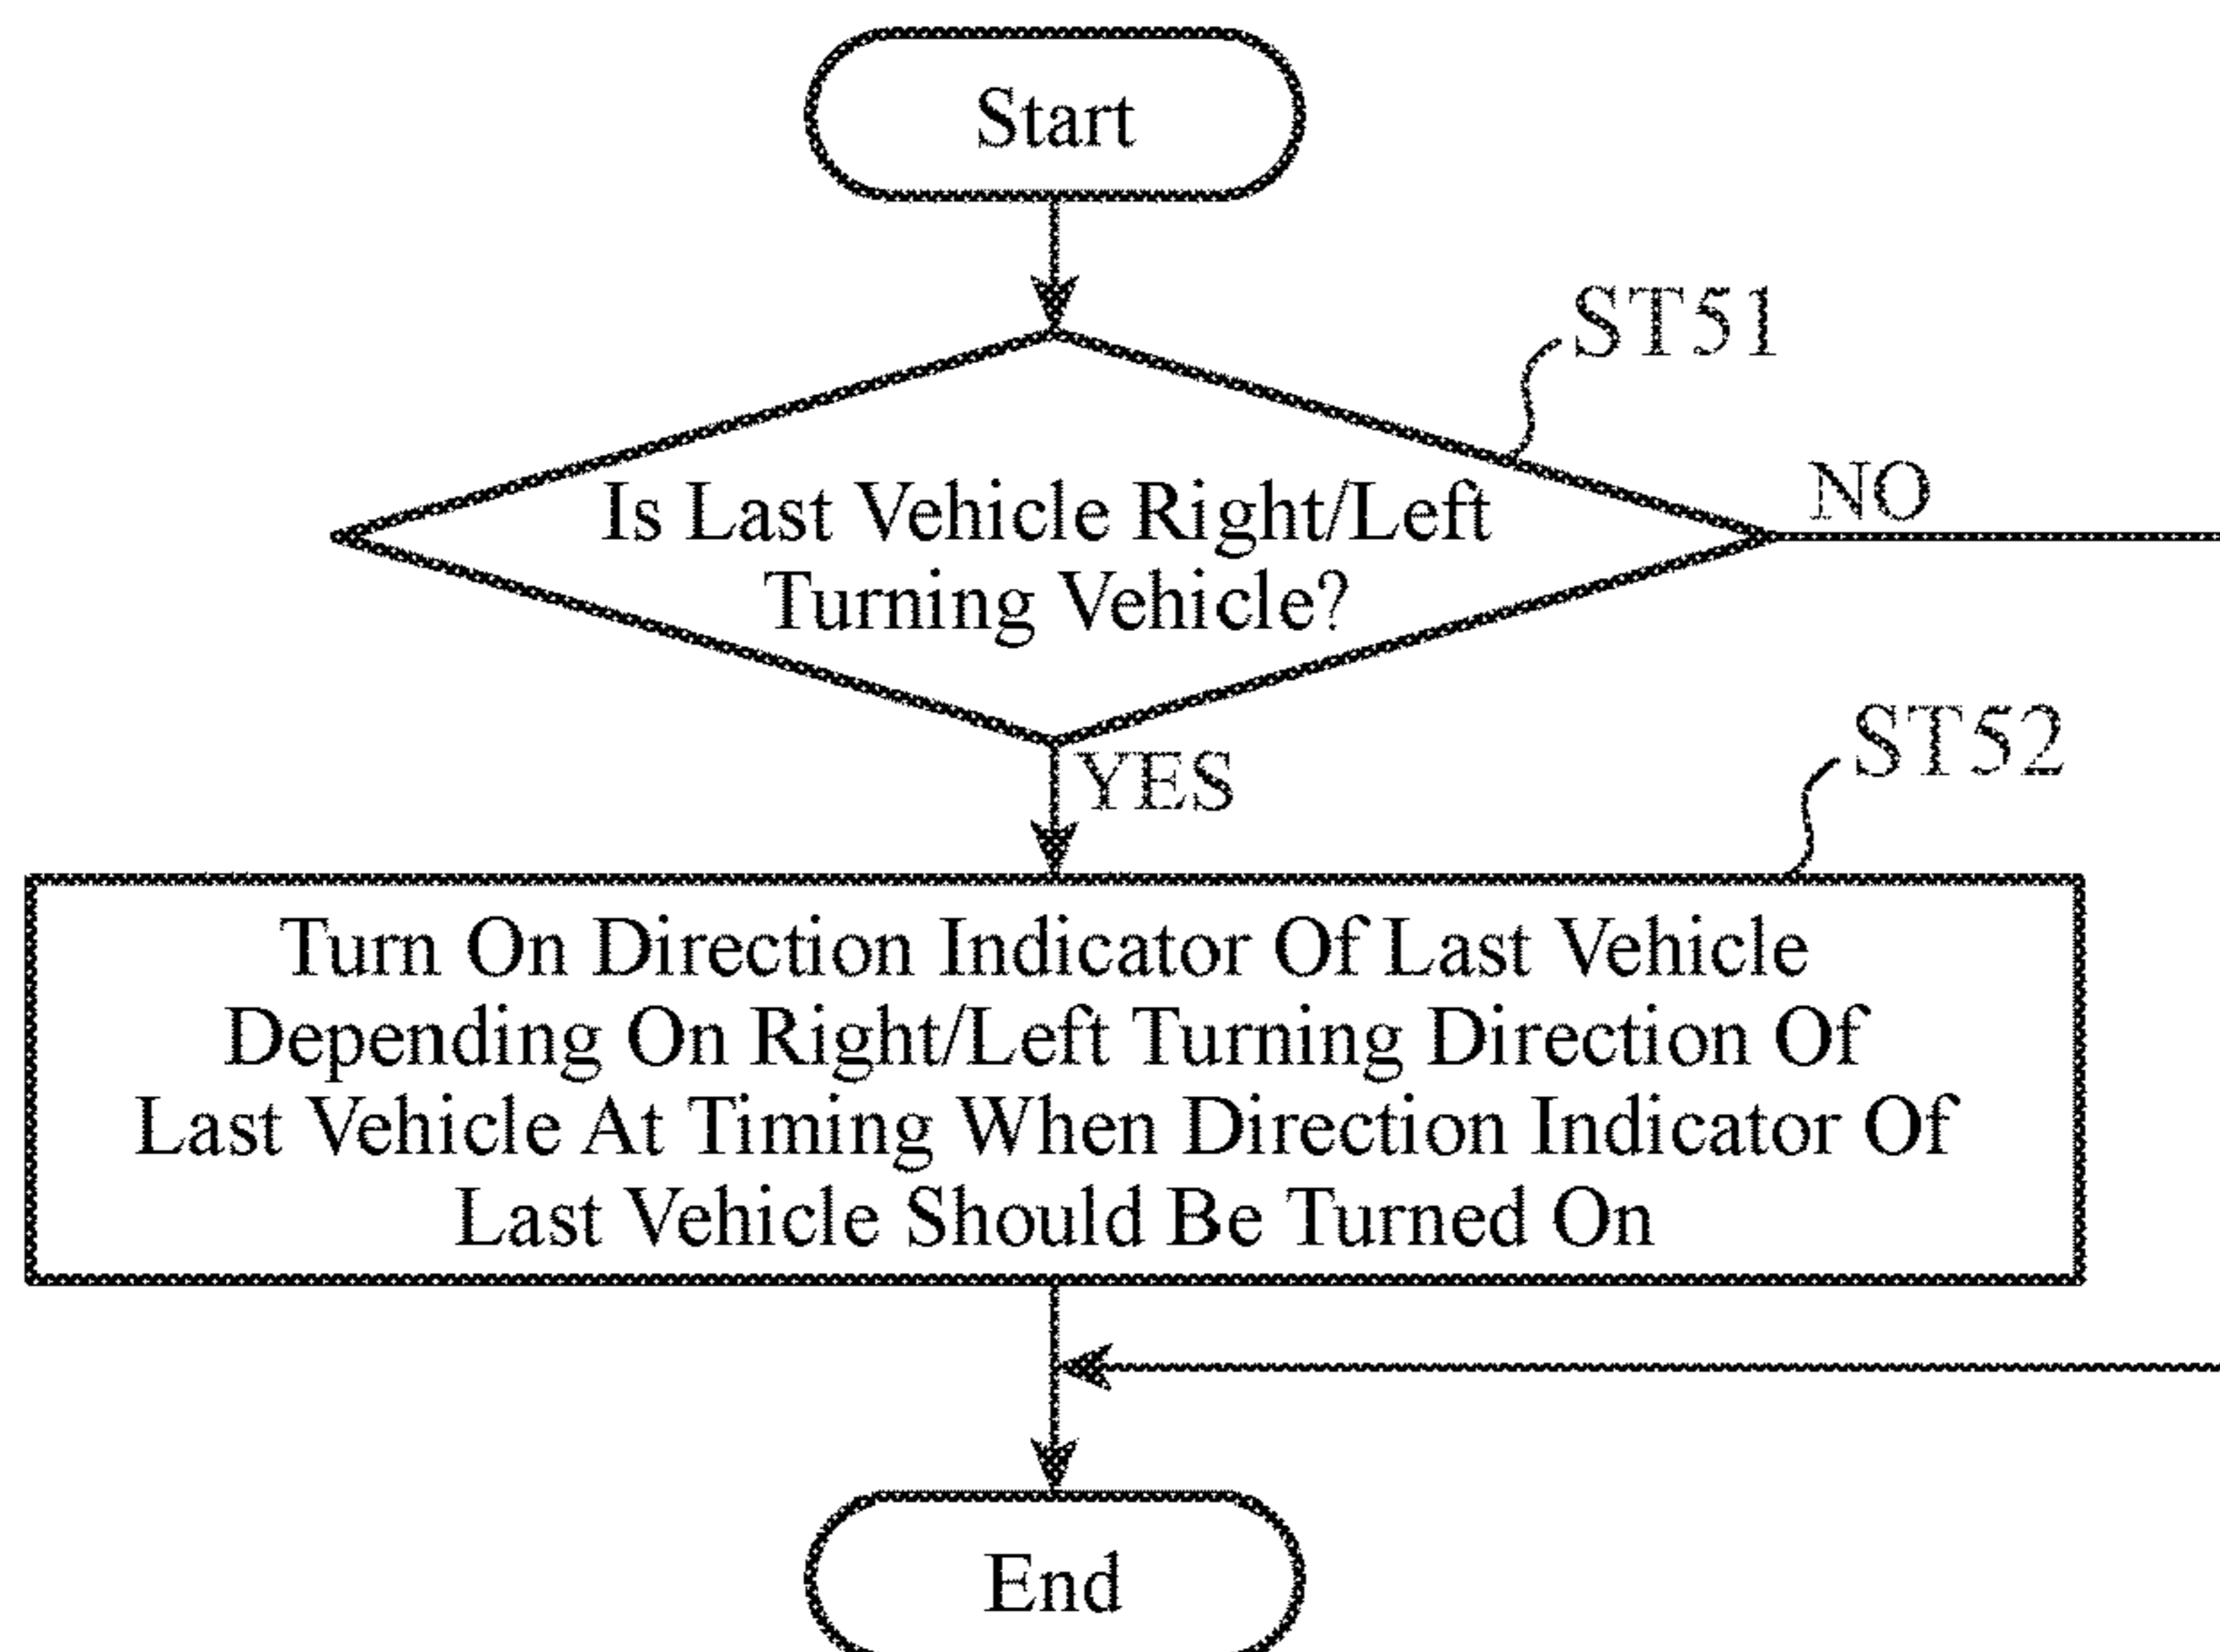 Start
ST51
Is Last Vehicle Right/Left
Turning Vehicle?
NO
YES
ST52
Turn On Direction Indicator Of Last Vehicle
Depending On Right/Left Turning Direction Of
Last Vehicle At Timing When Direction Indicator Of
Last Vehicle Should Be Turned On
End